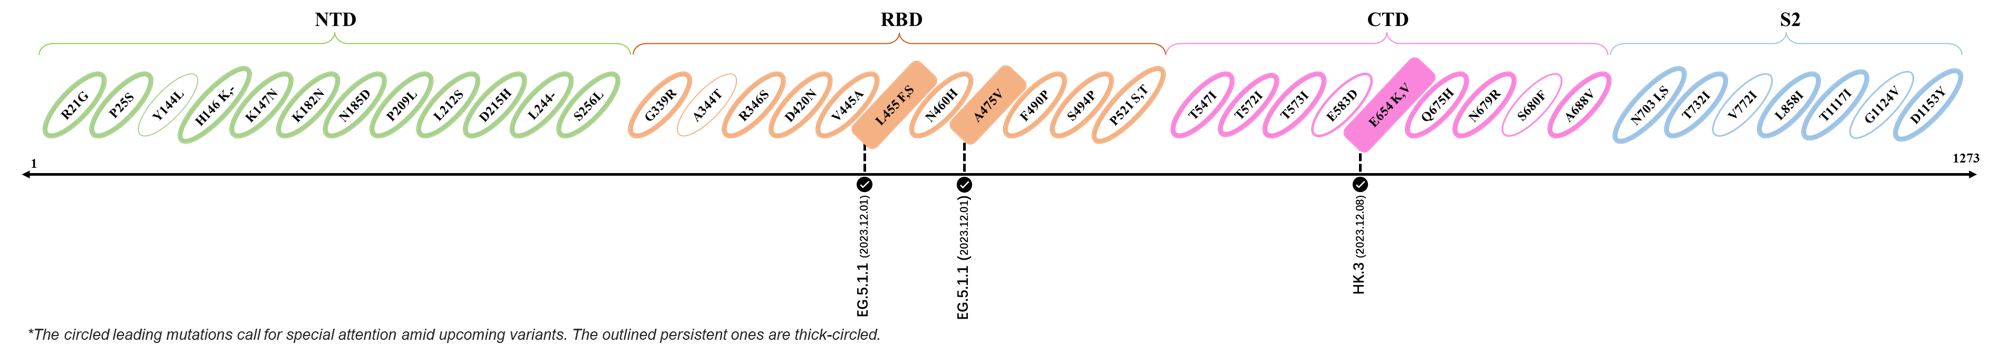 NTD
RBD
CTD
S2
R21G
P25S
Y144L
H146 K,-
K147N
K182N
N185D
P209L
L212S
D215H
L244-
S256L
G339R
A344T
R346S
D420N
V445A
L455 F,S
N460H
A475V
F490P
S494P
P521 S,T
T547I
T572I
T573I
E583D
E654 K,V
Q675H
N679R
S680F
A688V
N703 I,S
T732I
V772I
L858I
T1117I
G1124V
D1153Y
1
1273
EG.5.1.1 (2023.12.01)
EG.5.1.1 (2023.12.01)
HK.3 (2023.12.08)
*The circled leading mutations call for special attention amid upcoming variants. The outlined persistent ones are thick-circled.